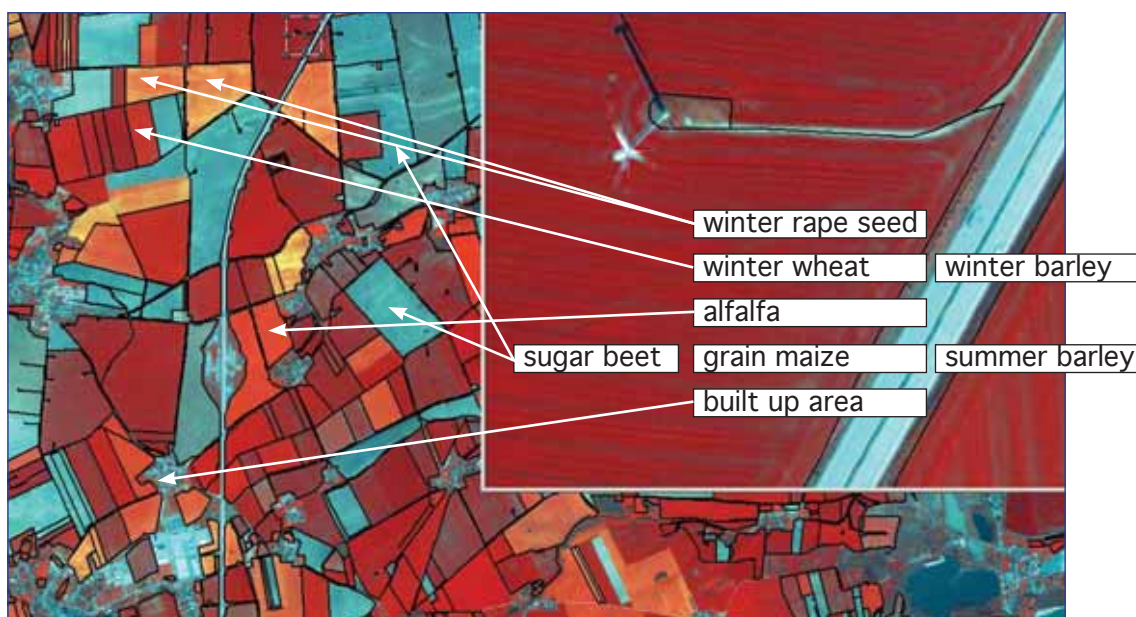 winter rape seed
winter wheat
winter barley
alfalfa
sugar beet
grain maize
summer barley
built up area